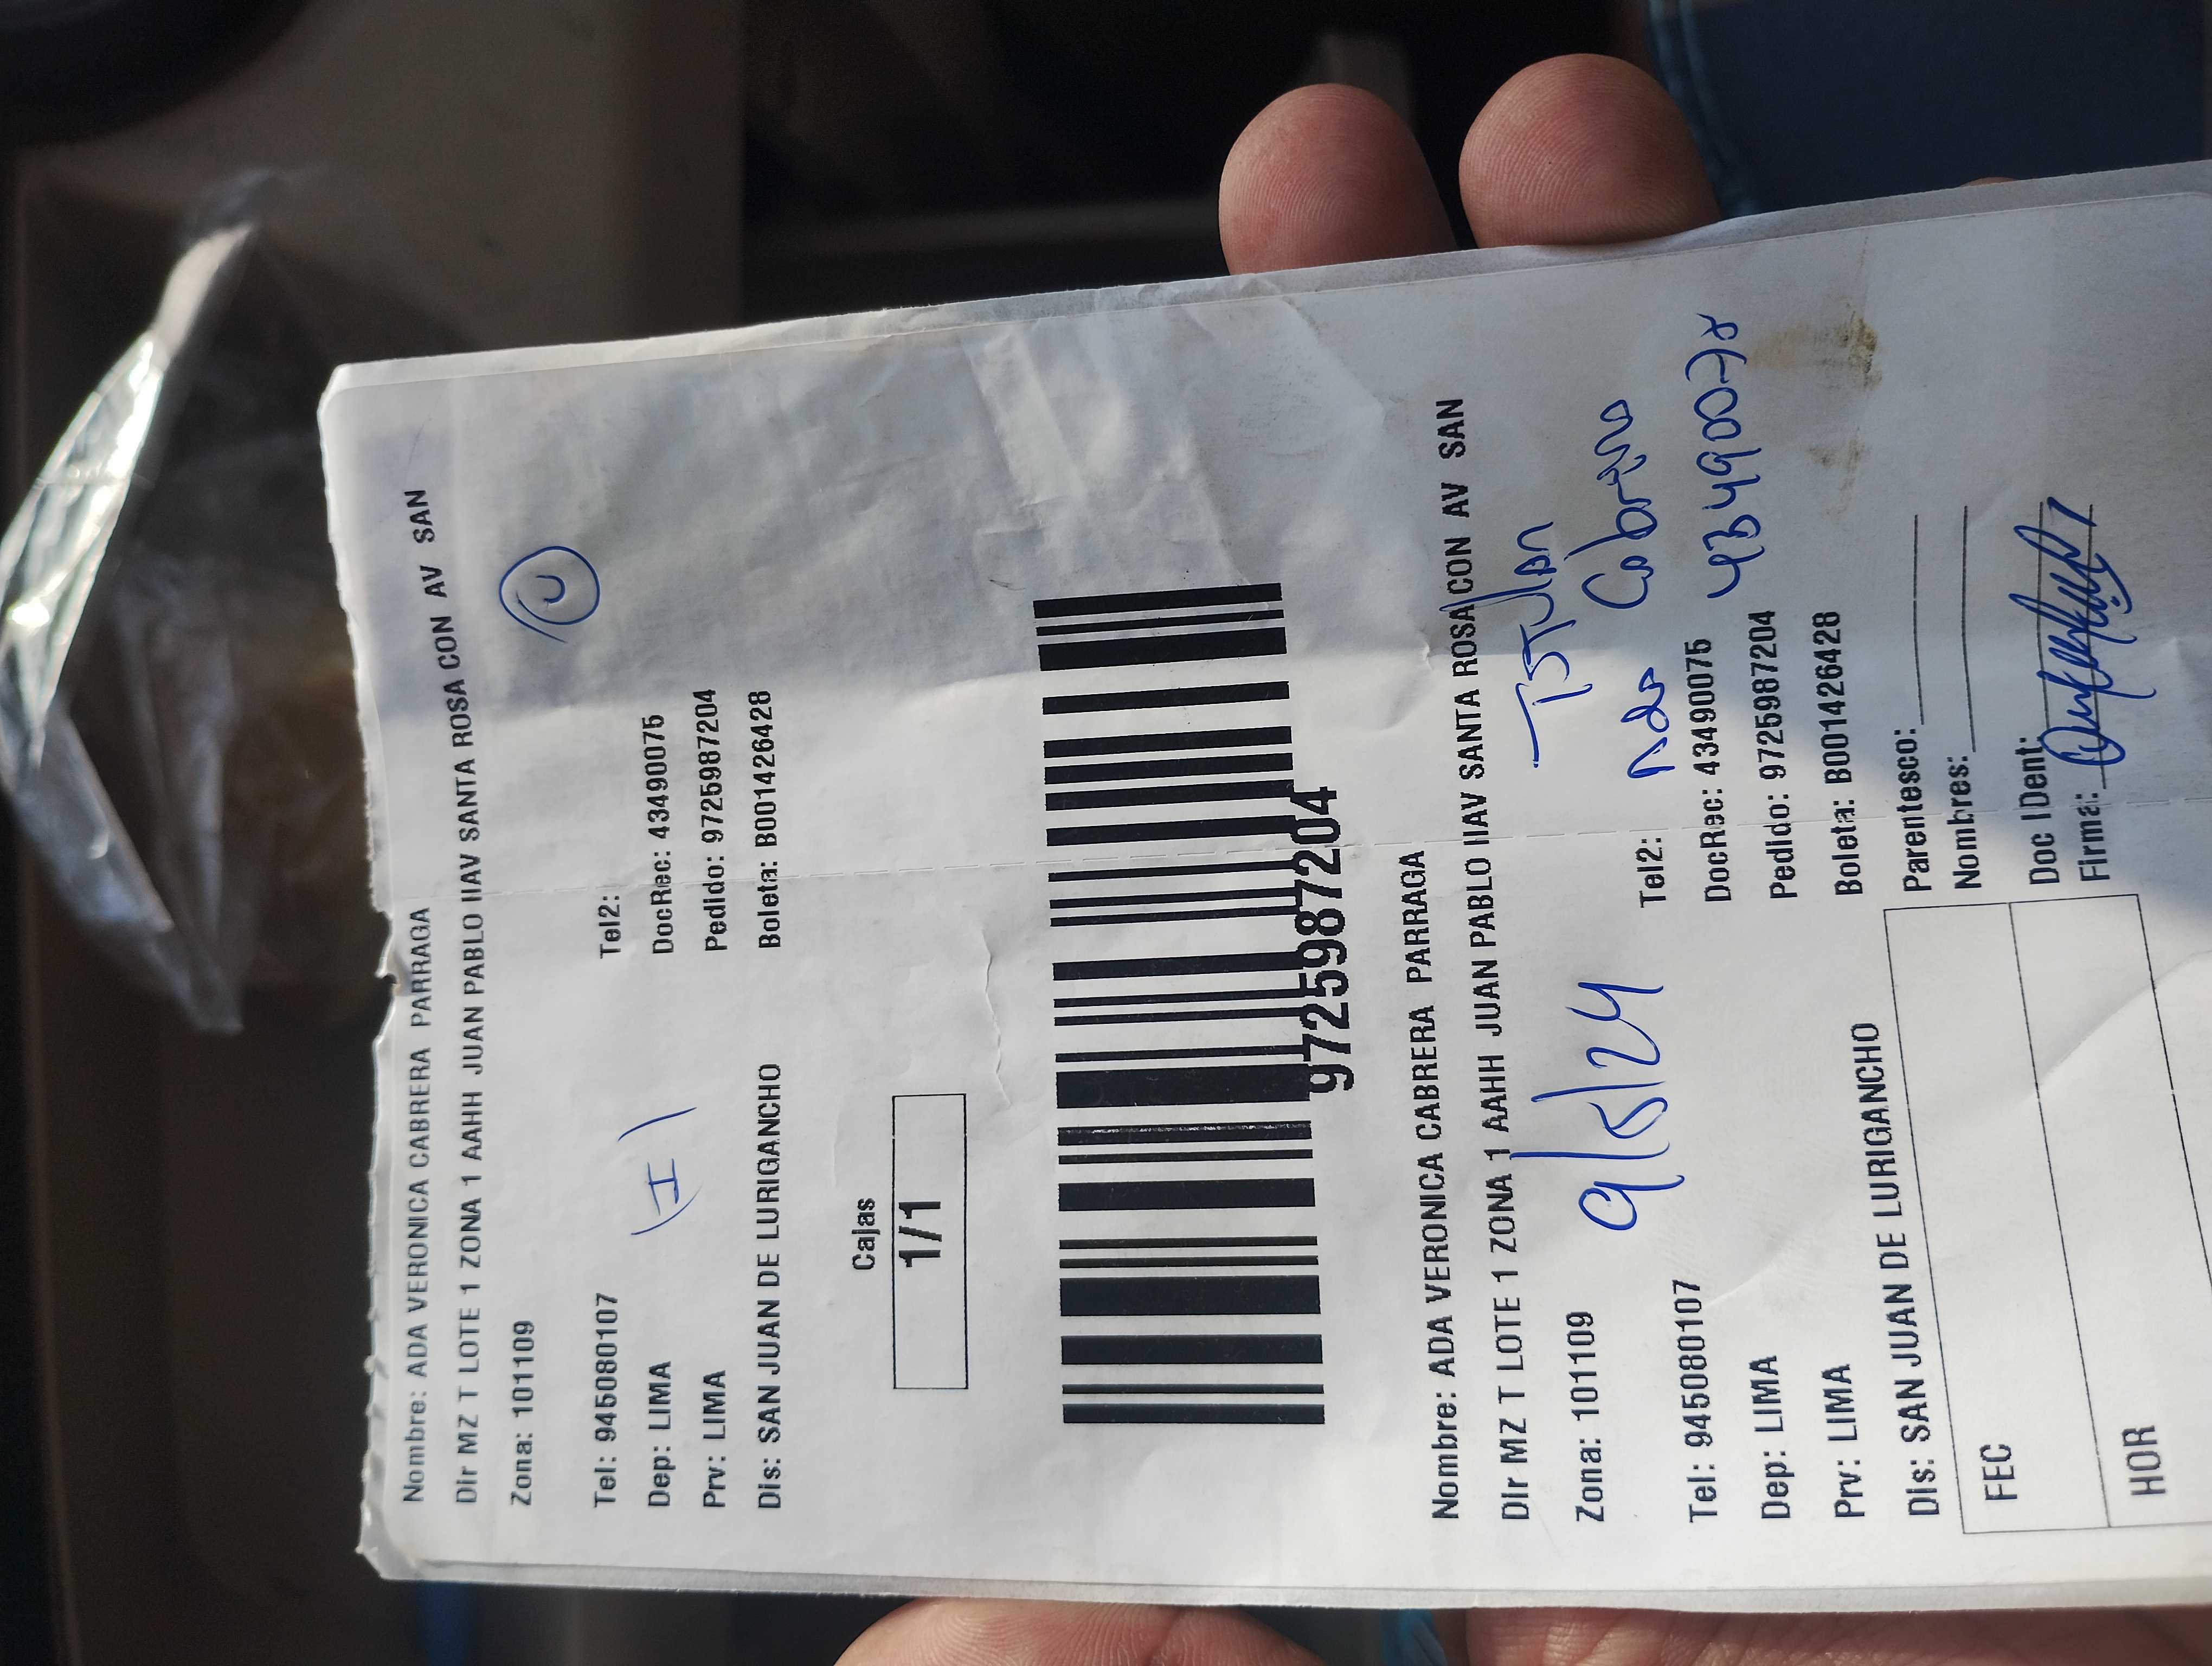 Nombre: ADA VERONICA CABRERA PARRAGA
Dir MZ T LOTE 1 ZONA 1 AAHH JUAN PABLO IIAV SANTA ROSA CON AV SAN
Zona: 101109
Tel: 945080107 Tel2:
Dep: LIMA DocRec: 43490075
Prv: LIMA Pedido: 9725987204
Dis: SAN JUAN DE LURIGANCHO Boleta: B001426428
Cajas
1/1
9725987204
Nombre: ADA VERONICA CABRERA PARRAGA
Dir MZ T LOTE 1 ZONA 1 AAHH JUAN PABLO IIAV SANTA ROSA CON AV SAN
Zona: 101109
9/5/24
Tel: 945080107 Tel2:
Dep: LIMA DocRec: 43490075
Prv: LIMA Pedido: 9725987204
Dis: SAN JUAN DE LURIGANCHO Boleta: B001426428
FEC
HOR
Parentesco:
Nombres:
Doc IDent:
Firma: